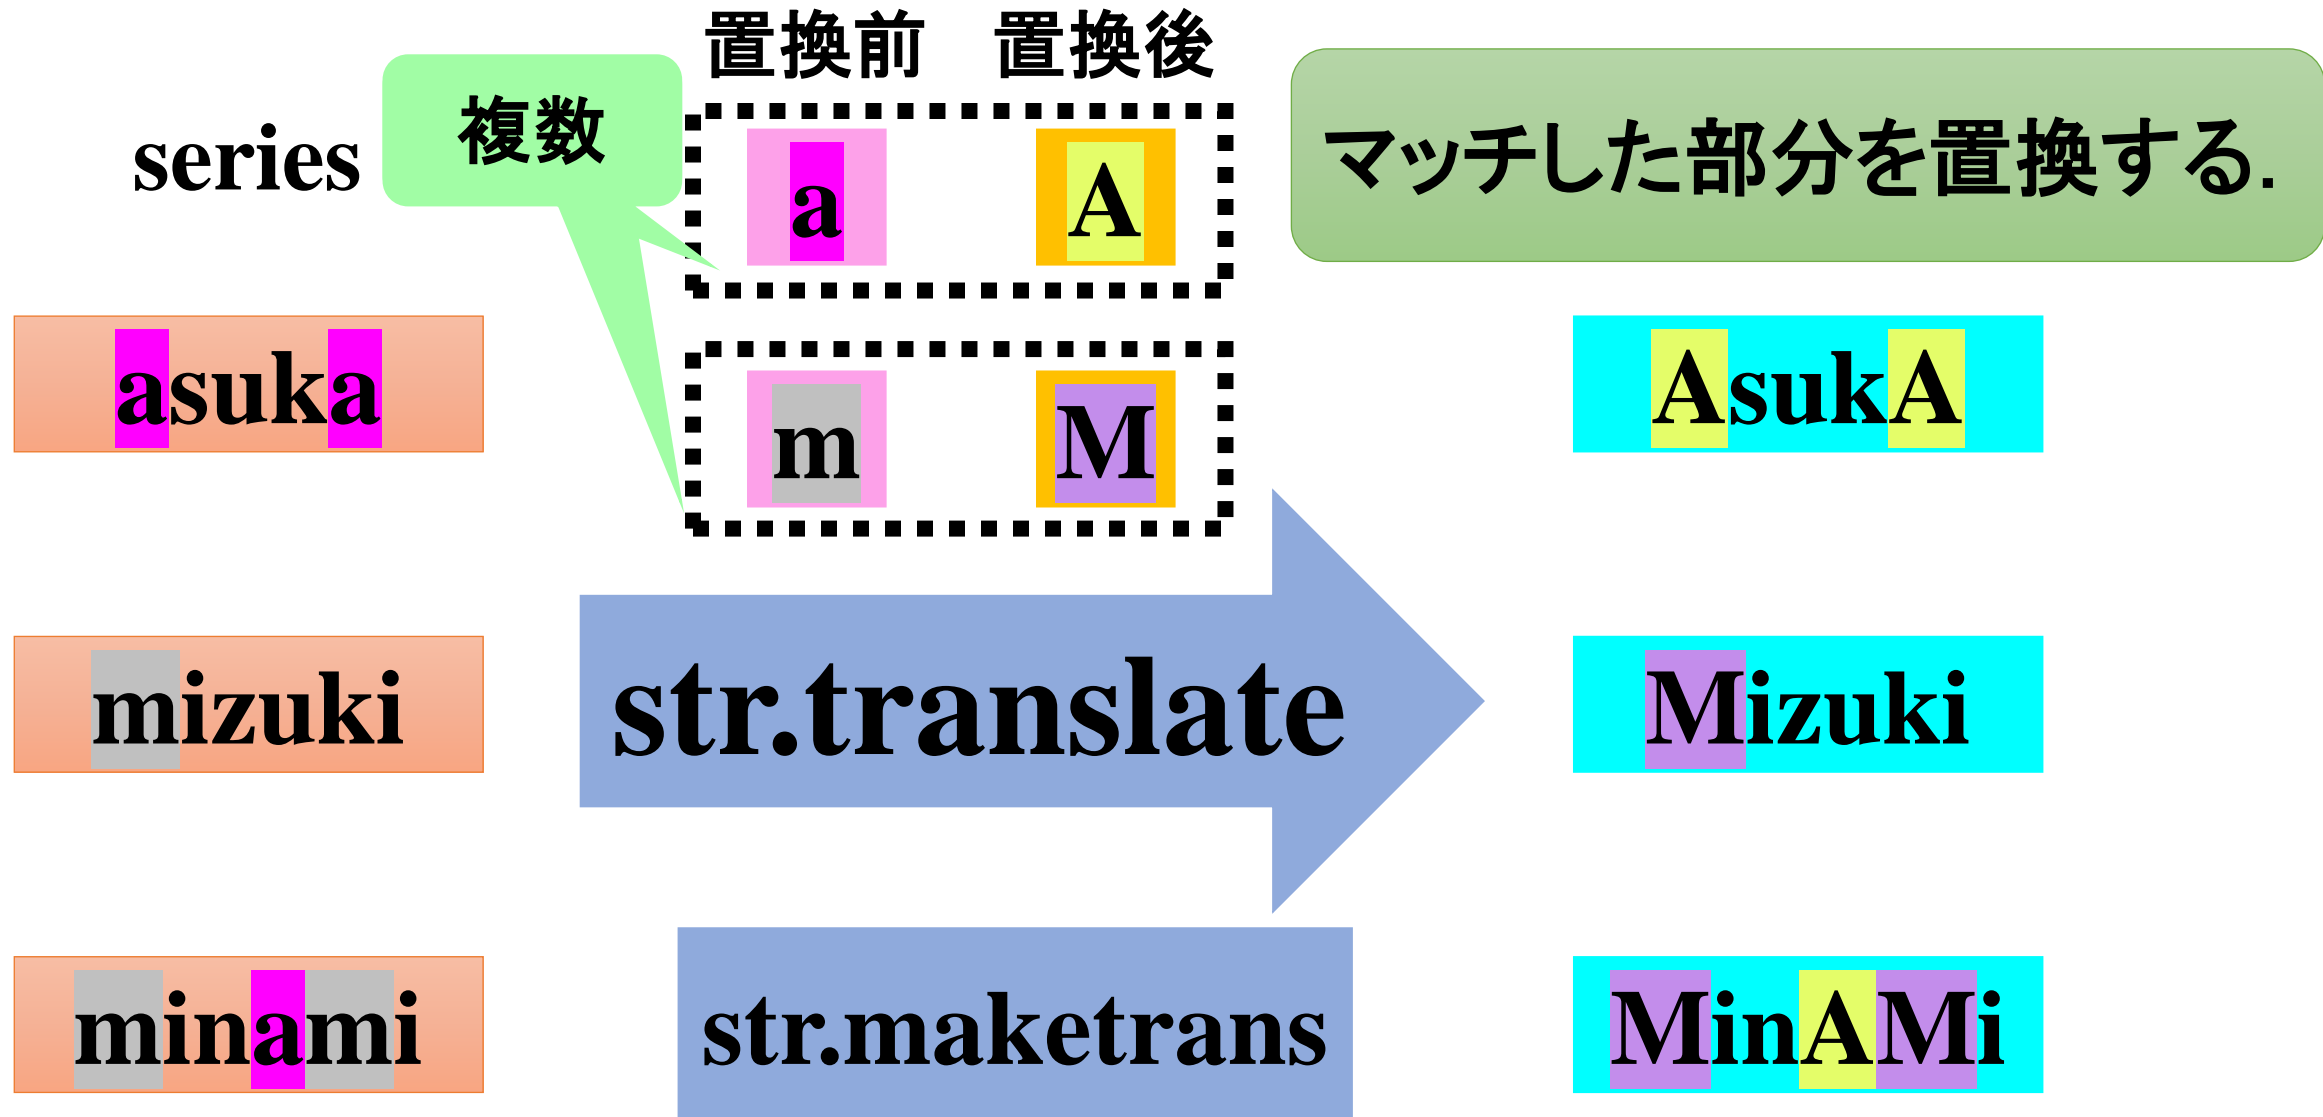 置換前 置換後
複数
series
a A
マッチした部分を置換する.
asuka
m M
AsukA
mizuki
str.translate
Mizuki
minami
str.maketrans
MinAMi